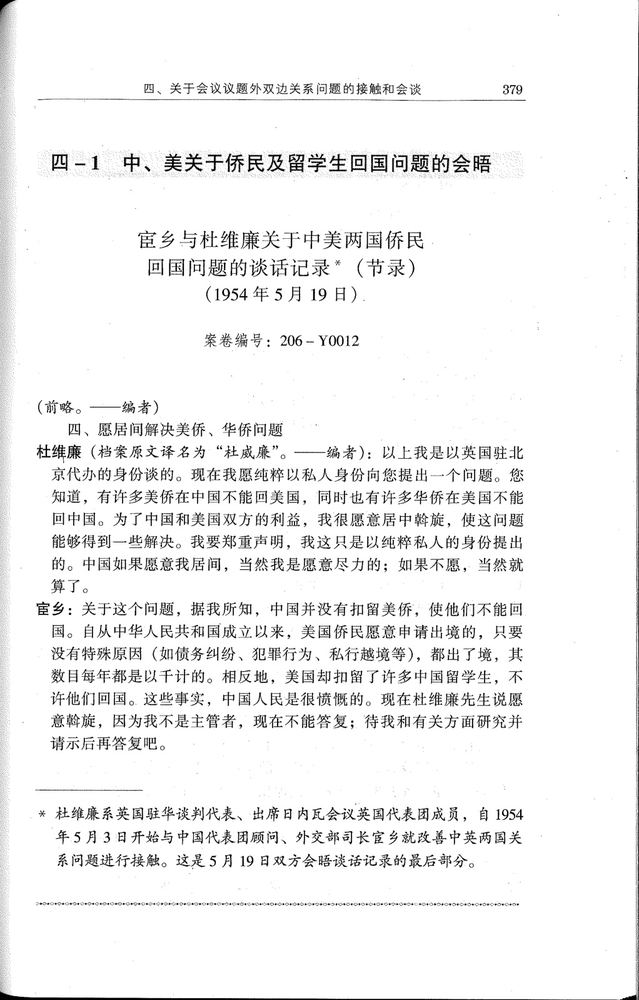 四、关于会议议题外双边关系问题的接触和会谈 379
四－1 中、美关于侨民及留学生回国问题的会晤
宦乡与杜维廉关于中美两国侨民
回国问题的谈话记录*（节录）
（1954 年 5 月 19 日）
案卷编号：206－Y0012
（前略。——编者）
四、愿居间解决美侨、华侨问题
杜维廉（档案原文译名为“杜威廉”。——编者）：以上我是以英国驻北
京代办的身份谈的。现在我愿纯粹以私人身份向您提出一个问题。您
知道，有许多美侨在中国不能回美国，同时也有许多华侨在美国不能
回中国。为了中国和美国双方的利益，我很愿意居中斡旋，使这问题
能够得到一些解决。我要郑重声明，我这只是以纯粹私人的身份提出
的。中国如果愿意我居间，当然我是愿意尽力的；如果不愿，当然就
算了。
宦乡：关于这个问题，据我所知，中国并没有扣留美侨，使他们不能回
国。自从中华人民共和国成立以来，美国侨民愿意申请出境的，只要
没有特殊原因（如债务纠纷、犯罪行为、私行越境等），都出了境，其
数目每年都是以千计的。相反地，美国却扣留了许多中国留学生，不
许他们回国。这些事实，中国人民是很愤慨的。现在杜维廉先生说愿
意斡旋，因为我不是主管者，现在不能答复；待我和有关方面研究并
请示后再答复吧。
* 杜维廉系英国驻华谈判代表、出席日内瓦会议英国代表团成员，自 1954
年 5 月 3 日开始与中国代表团顾问、外交部司长宦乡就改善中英两国关
系问题进行接触。这是 5 月 19 日双方会晤谈话记录的最后部分。